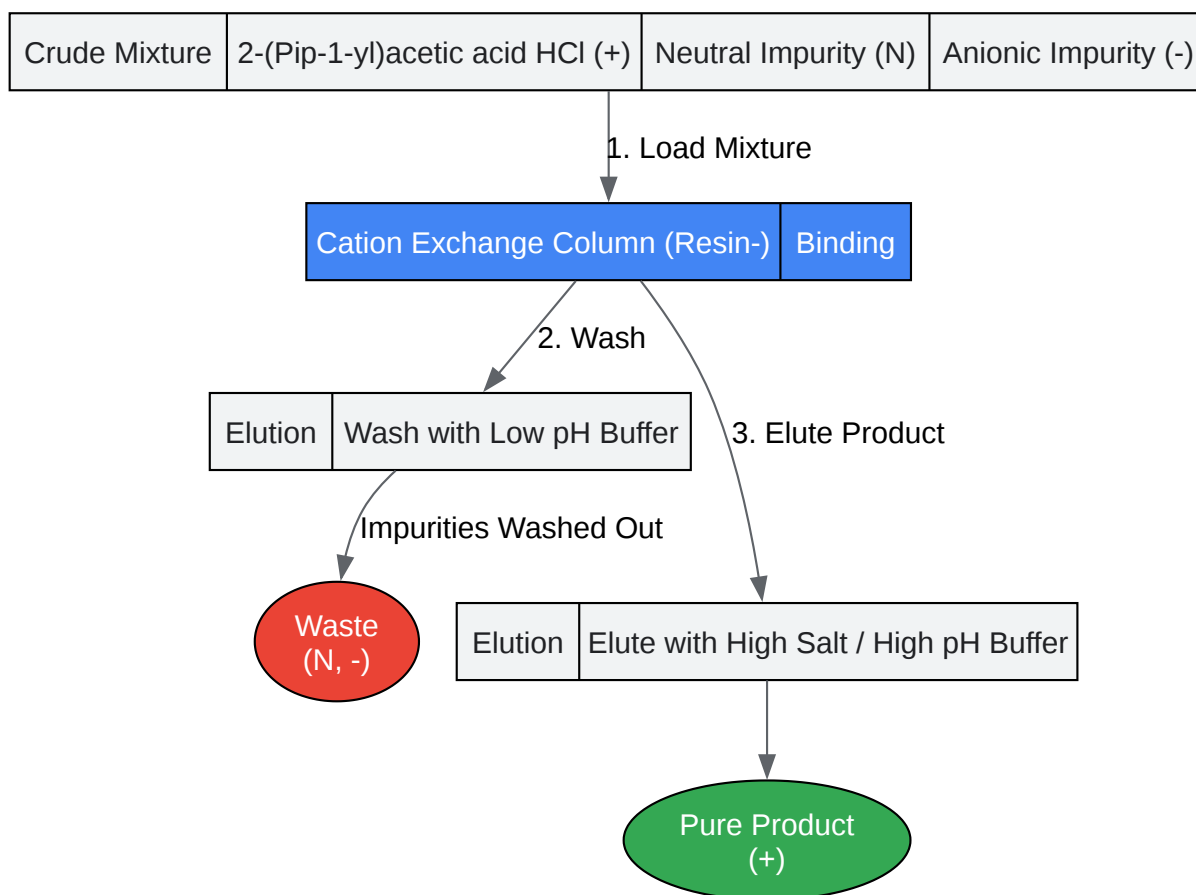 Crude Mixture
2-(Pip-1-yl)acetic acid HCl (+)
Neutral Impurity (N)
Anionic Impurity (-)
1. Load Mixture
Cation Exchange Column (Resin-)
Binding
2. Wash
Elution
Wash with Low pH Buffer
3. Elute Product
Impurities Washed Out
Waste
(N, -)
Elution
Elute with High Salt / High pH Buffer
Pure Product
(+)